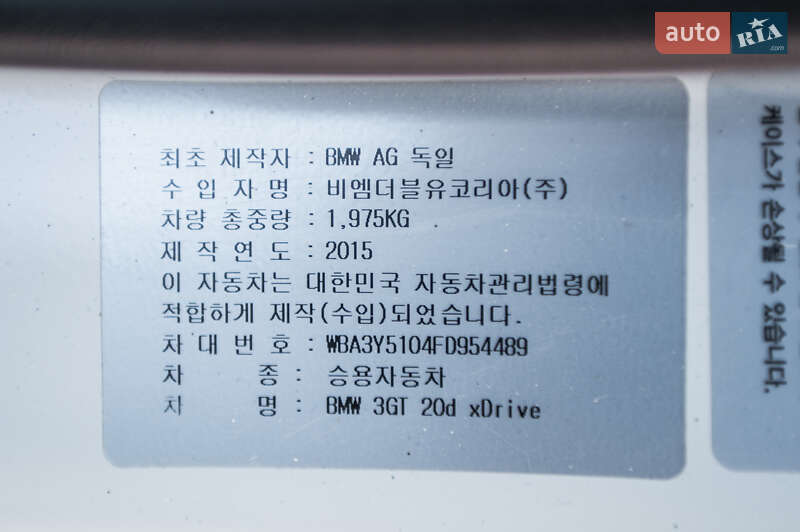 auto RIA .com
최초 제작자 : BMW AG 독일
수 입 자 명 : 비엠더블유코리아(주)
차량 총중량 : 1,975KG
제 작 연 도 : 2015
이 자동차는 대한민국 자동차관리법령에
적합하게 제작(수입)되었습니다.
차 대 번 호 : WBA3Y5104FD954489
차 종 : 승용자동차
차 명 : BMW 3GT 20d xDrive
케이스가 손상될 수 있습니다.